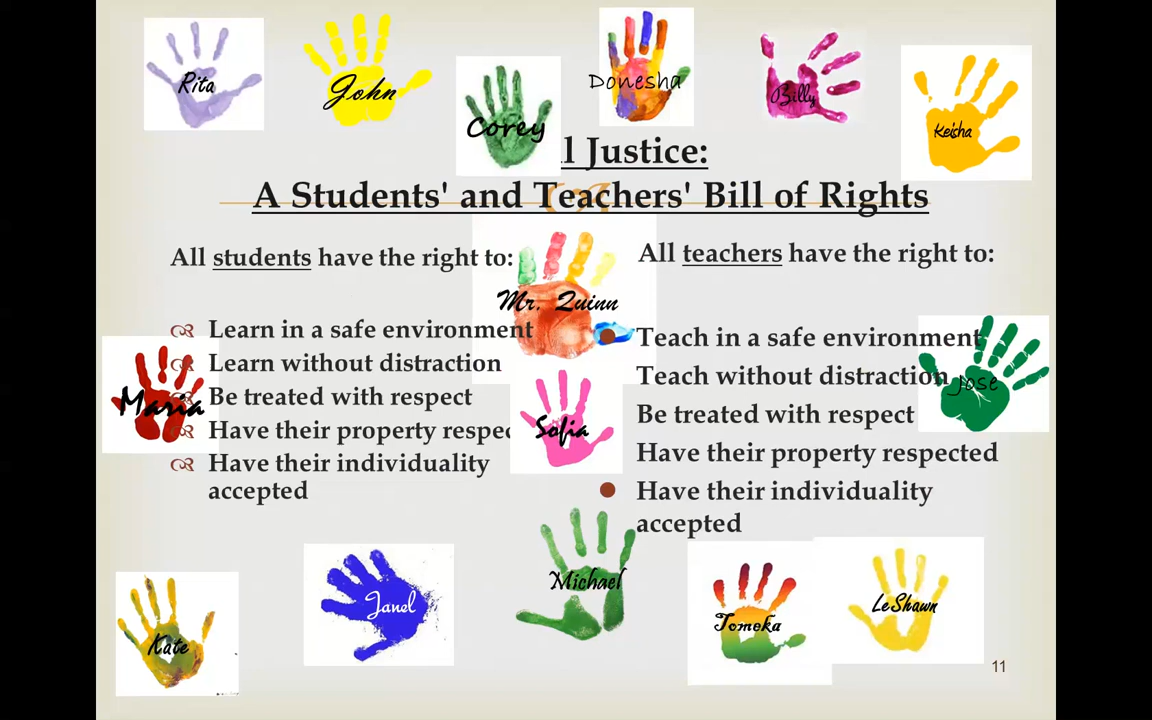 Rita
John
Corey
Donesha
Billy
Keisha
Justice:
A Students' and Teachers' Bill of Rights
All students have the right to:
Learn in a safe environment
Learn without distraction
Be treated with respect
Have their property
Have their individuality
accepted
Mr. Quinn
Maria
Sofia
All teachers have the right to:
Teach in a safe environment
Teach without distraction
Be treated with respect
Have their property respected
Have their individuality
accepted
Jose
Kate
Janel
Michael
Tomeka
LeShawn
11